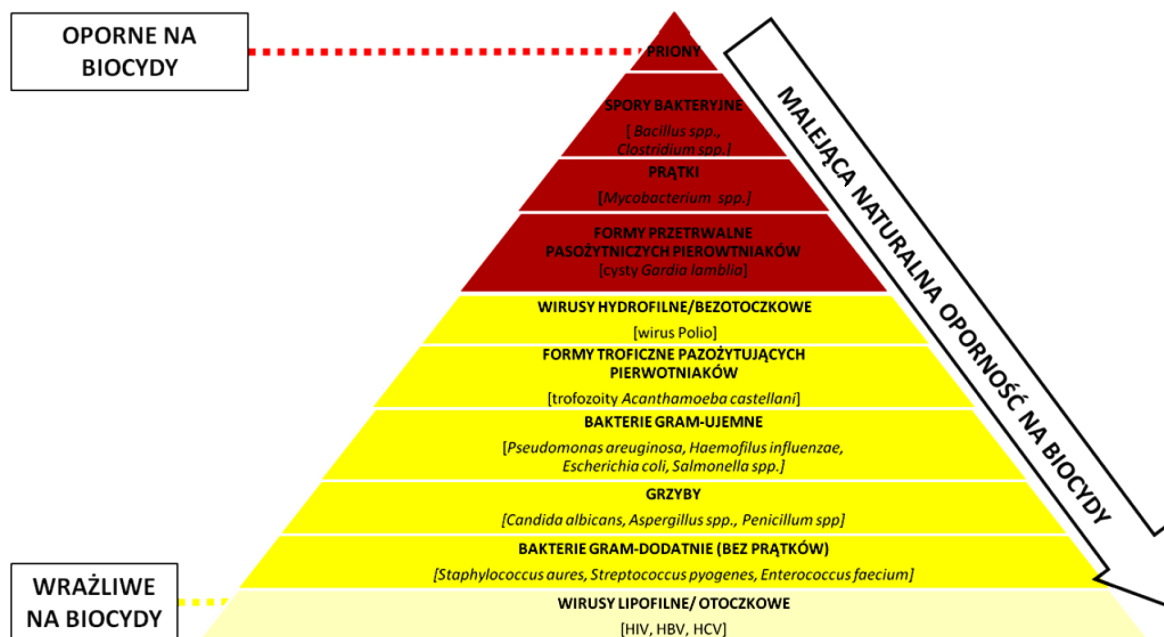 OPORNE NA
BIOCYDY
PRIONY
SPORY BAKTERYJNE
[ Bacillus spp.,
Clostridium spp.]
PRĄTKI
[Mycobacterium spp.]
FORMY PRZETRWALNE
PASOŻYTNICZYCH PIEROWTNIAKÓW
[cysty Gardia lamblia]
WIRUSY HYDROFILNE/BEZOTOCZKOWE
[wirus Polio]
FORMY TROFICZNE PAZOŻYTUJĄCYCH
PIERWOTNIAKÓW
[trofozoity Acanthamoeba castellani]
BAKTERIE GRAM-UJEMNE
[Pseudomonas areuginosa, Haemofilus influenzae,
Escherichia coli, Salmonella spp.]
GRZYBY
[Candida albicans, Aspergillus spp., Penicillum spp]
BAKTERIE GRAM-DODATNIE (BEZ PRĄTKÓW)
[Staphylococcus aures, Streptococcus pyogenes, Enterococcus faecium]
WIRUSY LIPOFILNE/ OTOCZKOWE
[HIV, HBV, HCV]
WRAŻLIWE
NA BIOCYDY
MALEJĄCA NATURALNA OPORNOŚĆ NA BIOCYDY